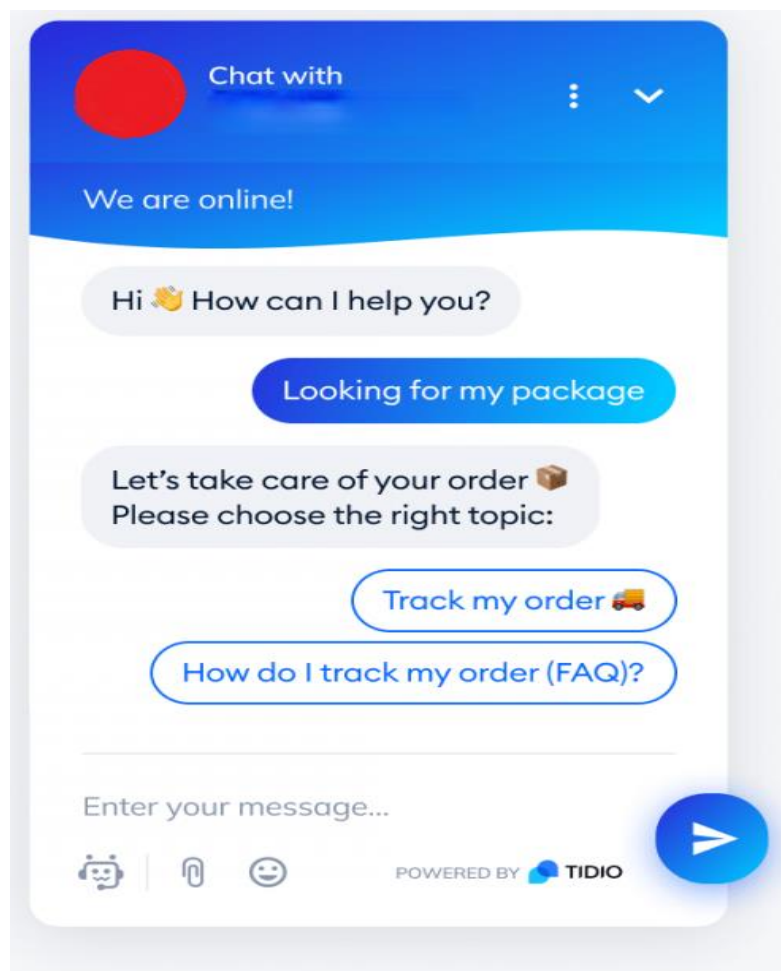 Chat with
We are online!
Hi 👋 How can I help you?
Looking for my package
Let’s take care of your order 📦
Please choose the right topic:
Track my order 🚚
How do I track my order (FAQ)?
Enter your message...
POWERED BY TIDIO